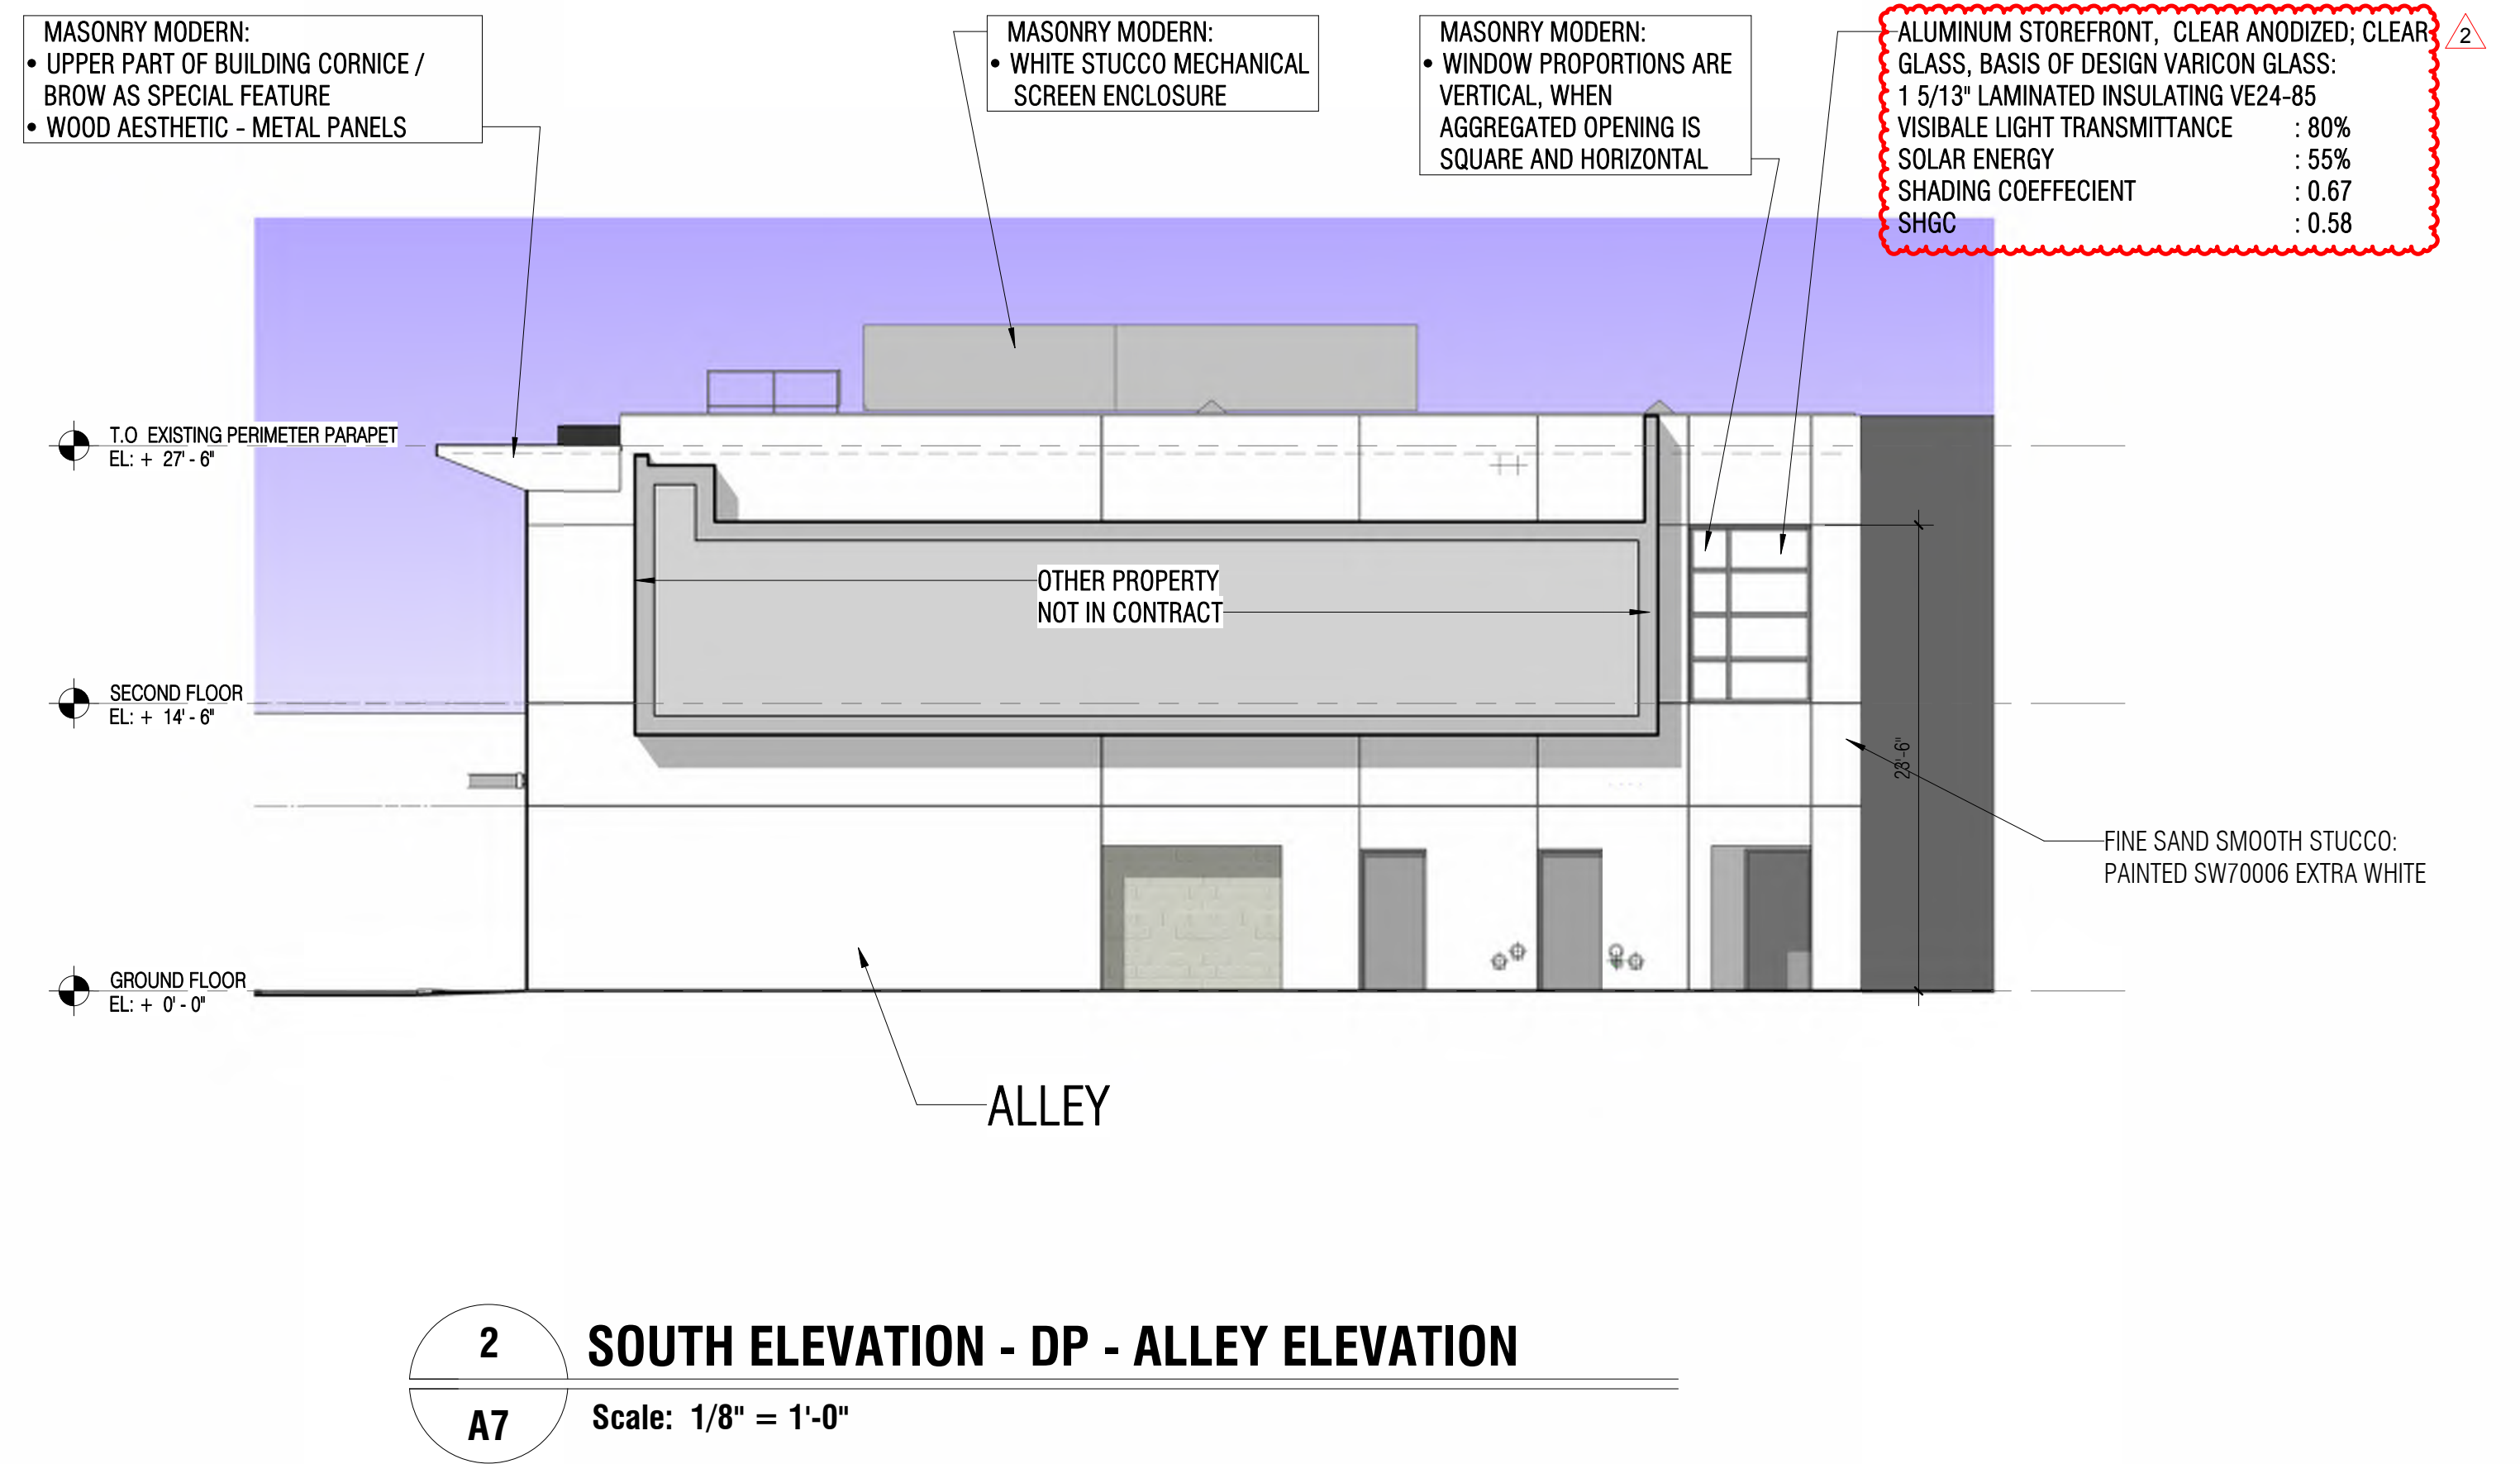 MASONRY MODERN:
• UPPER PART OF BUILDING CORNICE /
BROW AS SPECIAL FEATURE
• WOOD AESTHETIC - METAL PANELS
MASONRY MODERN:
• WHITE STUCCO MECHANICAL
SCREEN ENCLOSURE
MASONRY MODERN:
• WINDOW PROPORTIONS ARE
VERTICAL, WHEN
AGGREGATED OPENING IS
SQUARE AND HORIZONTAL
ALUMINUM STOREFRONT, CLEAR ANODIZED; CLEAR
GLASS, BASIS OF DESIGN VARICON GLASS:
1 5/13" LAMINATED INSULATING VE24-85
VISIBALE LIGHT TRANSMITTANCE : 80%
SOLAR ENERGY : 55%
SHADING COEFFECIENT : 0.67
SHGC : 0.58
2
T.O EXISTING PERIMETER PARAPET
EL: + 27' - 6"
OTHER PROPERTY
NOT IN CONTRACT
SECOND FLOOR
EL: + 14' - 6"
23'-6"
FINE SAND SMOOTH STUCCO:
PAINTED SW70006 EXTRA WHITE
GROUND FLOOR
EL: + 0' - 0"
ALLEY
2
SOUTH ELEVATION - DP - ALLEY ELEVATION
A7
Scale: 1/8" = 1'-0"